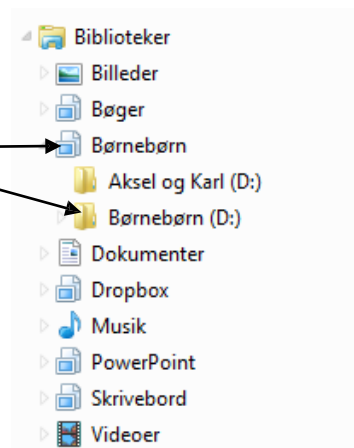 Biblioteker
Billeder
Bøger
Børnebørn
Aksel og Karl (D:)
Børnebørn (D:)
Dokumenter
Dropbox
Musik
PowerPoint
Skrivebord
Videoer